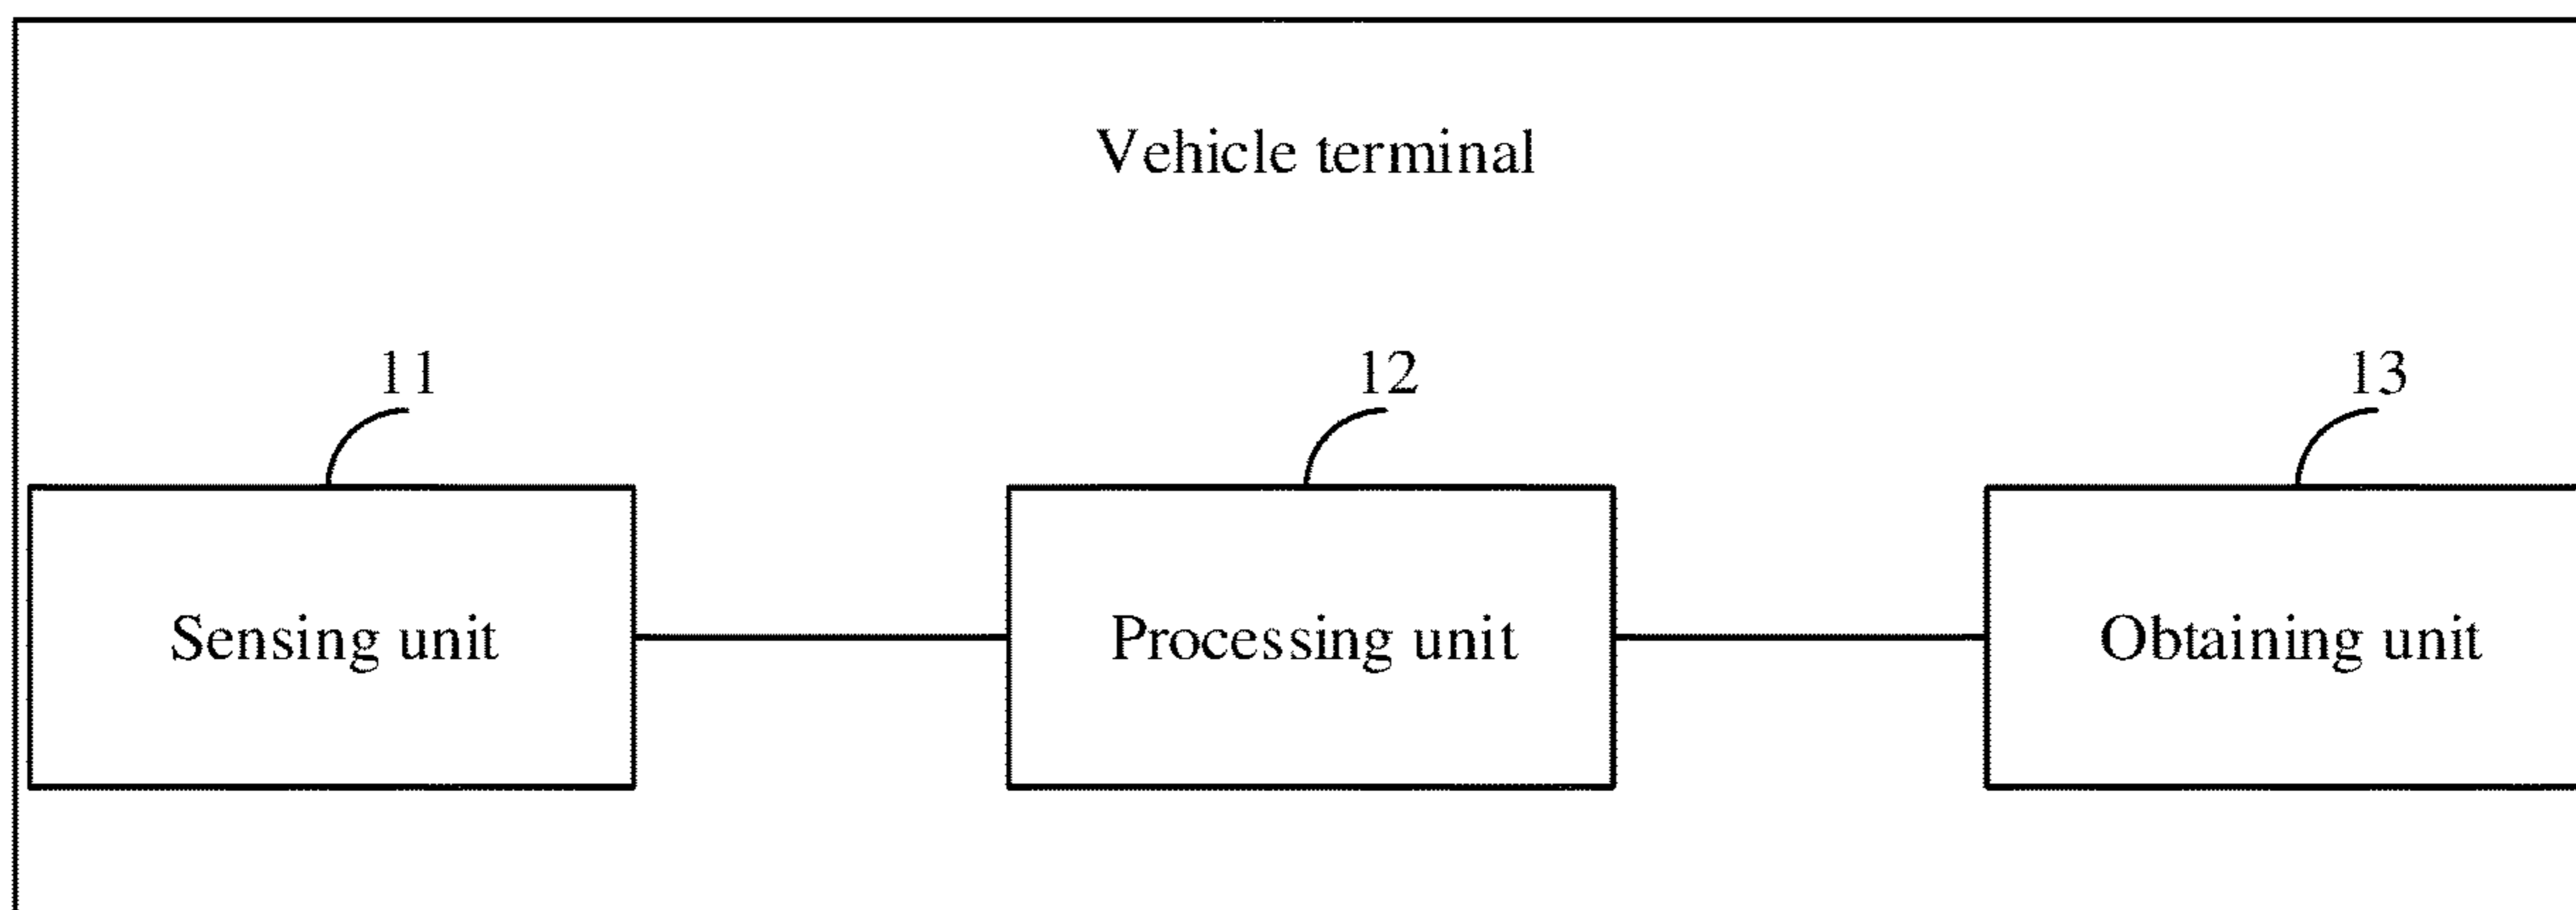 Vehicle terminal
11 12 13
Sensing unit Processing unit Obtaining unit